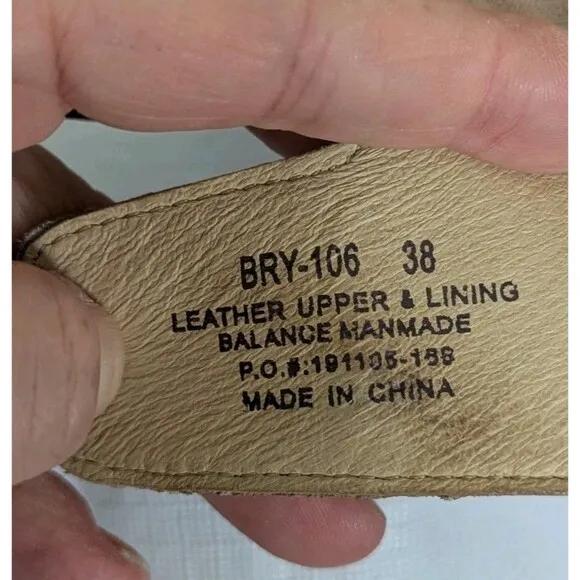 BRY-106 38
LEATHER UPPER & LINING
BALANCE MANMADE
P.O.#:191105-158
MADE IN CHINA